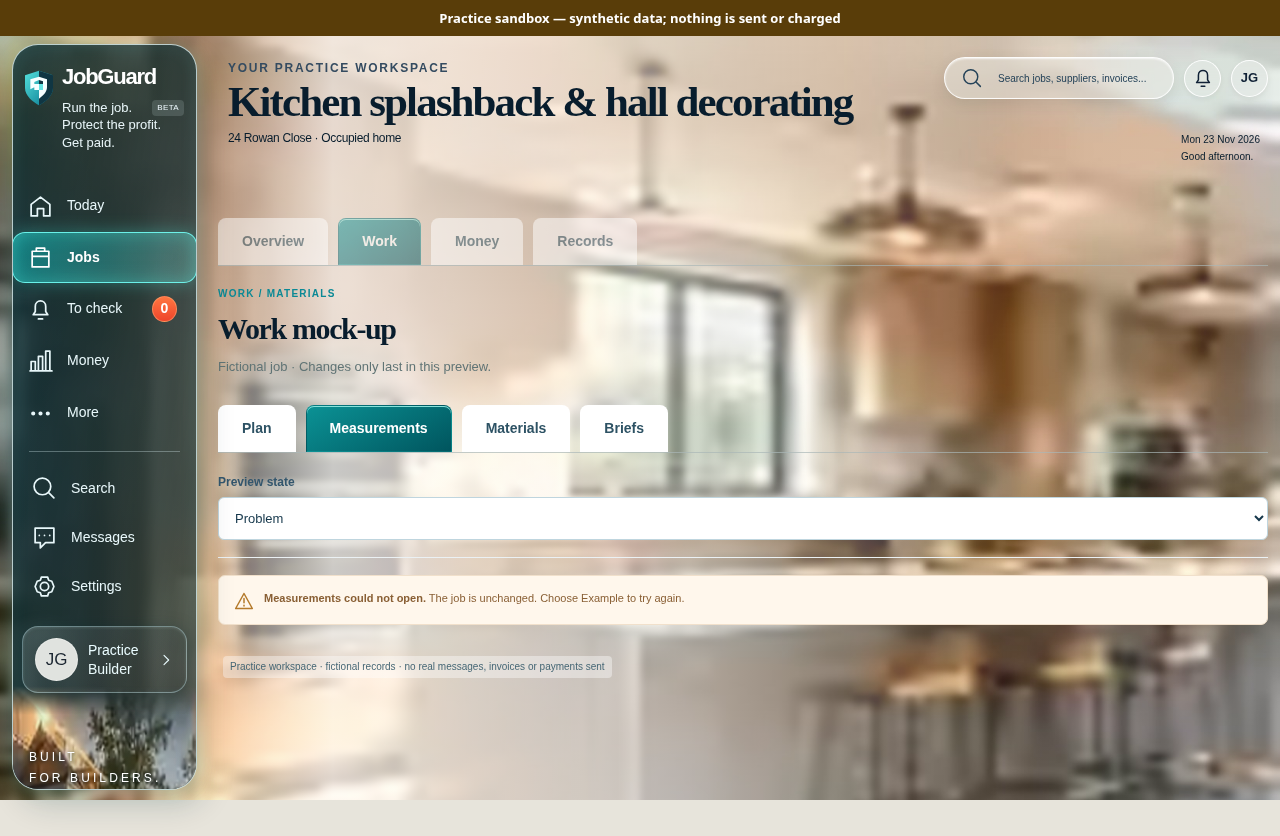 Practice sandbox — synthetic data; nothing is sent or charged
JobGuard
Run the job.
Protect the profit.
Get paid.
BETA
Today
Jobs
To check
0
Money
More
Search
Messages
Settings
JG
Practice
Builder
BUILT
FOR BUILDERS.
YOUR PRACTICE WORKSPACE
Kitchen splashback & hall decorating
24 Rowan Close · Occupied home
Search jobs, suppliers, invoices...
JG
Mon 23 Nov 2026
Good afternoon.
Overview
Work
Money
Records
WORK / MATERIALS
Work mock-up
Fictional job · Changes only last in this preview.
Plan
Measurements
Materials
Briefs
Preview state
Problem
Measurements could not open. The job is unchanged. Choose Example to try again.
Practice workspace · fictional records · no real messages, invoices or payments sent